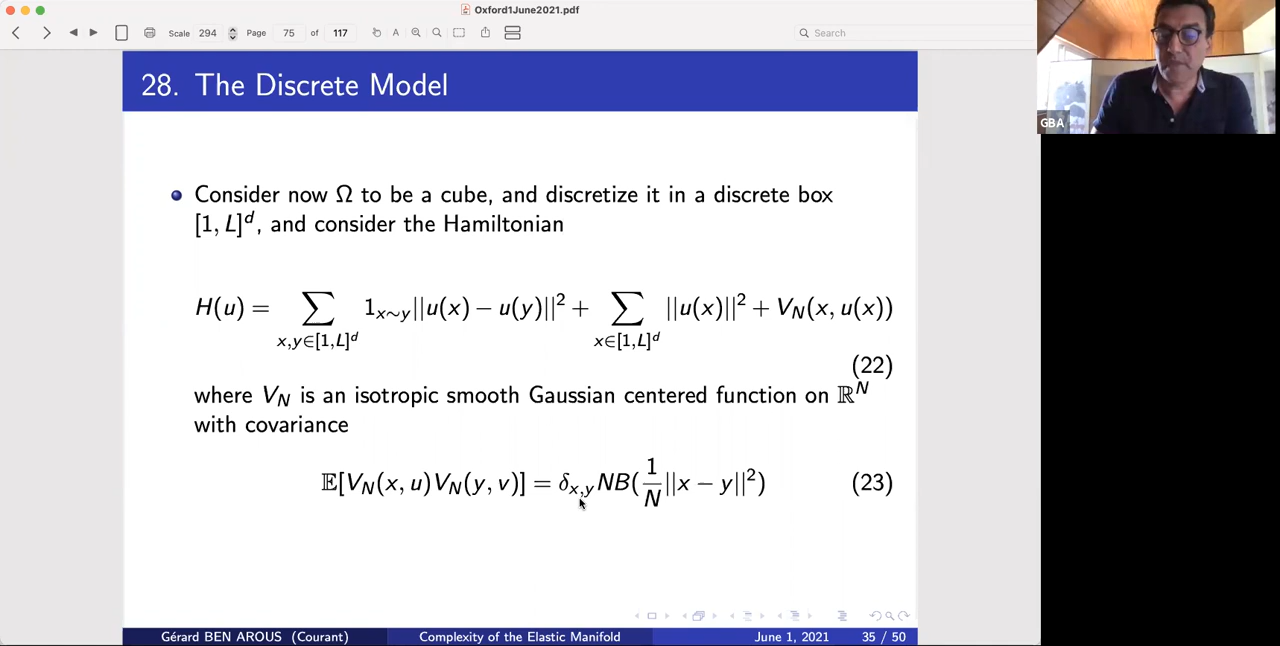 Oxford1June2021.pdf
Scale 294 Page 75 of 117 A Search
GBA
28. The Discrete Model
Consider now Ω to be a cube, and discretize it in a discrete box
[1, L]^d, and consider the Hamiltonian
H(u) = ∑_{x,y∈[1,L]^d} 1_{x∼y}||u(x) − u(y)||^2 + ∑_{x∈[1,L]^d} ||u(x)||^2 + V_N(x, u(x))
(22)
where V_N is an isotropic smooth Gaussian centered function on ℝ^N
with covariance
𝔼[V_N(x, u)V_N(y, v)] = δ_{x,y}NB(1/N||x − y||^2) (23)
Gérard BEN AROUS (Courant) Complexity of the Elastic Manifold June 1, 2021 35 / 50